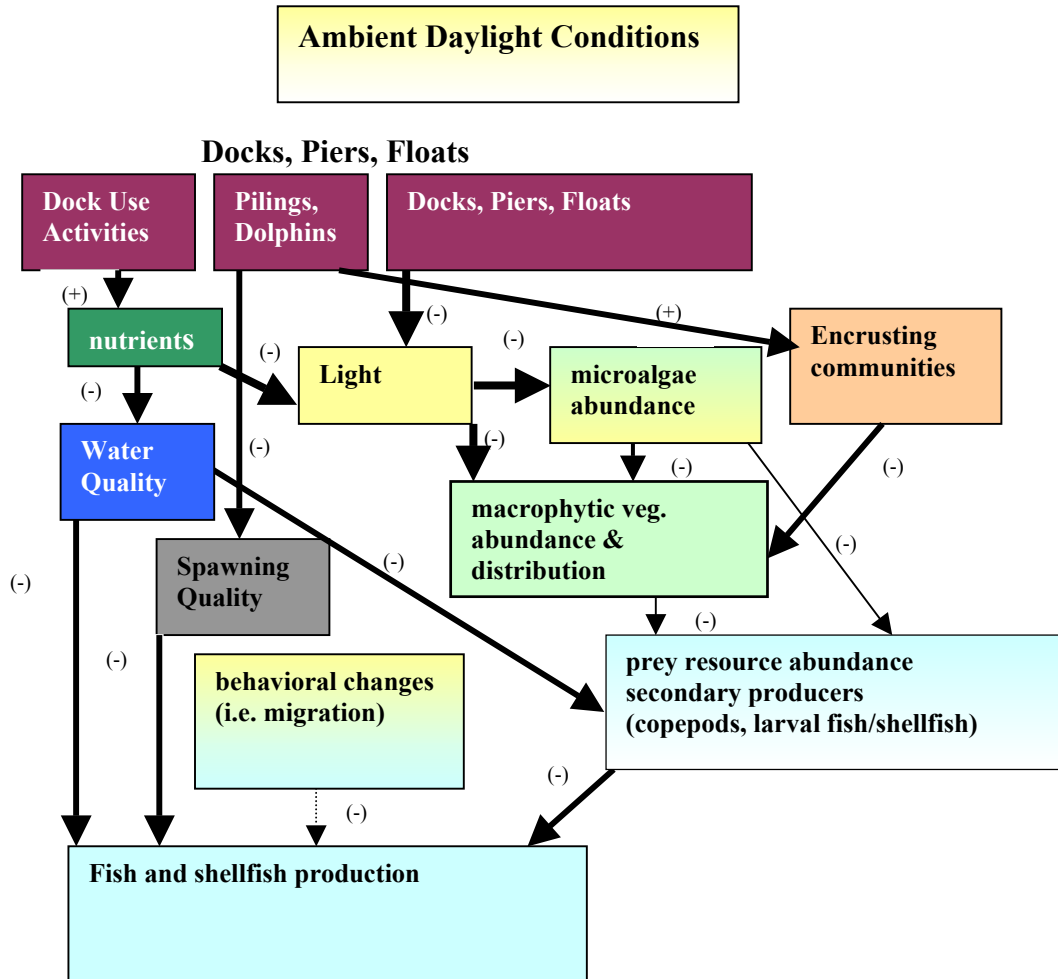 Ambient Daylight Conditions
Docks, Piers, Floats
Dock Use
Activities
Pilings,
Dolphins
Docks, Piers, Floats
(+)
(-)
(+)
nutrients
(-)
(-)
Encrusting
communities
Light
microalgae
abundance
(-)
Water
Quality
(-)
(-)
(-)
(-)
macrophytic veg.
abundance &
distribution
(-)
(-)
(-)
Spawning
Quality
(-)
(-)
(-)
prey resource abundance
secondary producers
(copepods, larval fish/shellfish)
behavioral changes
(i.e. migration)
(-)
(-)
Fish and shellfish production